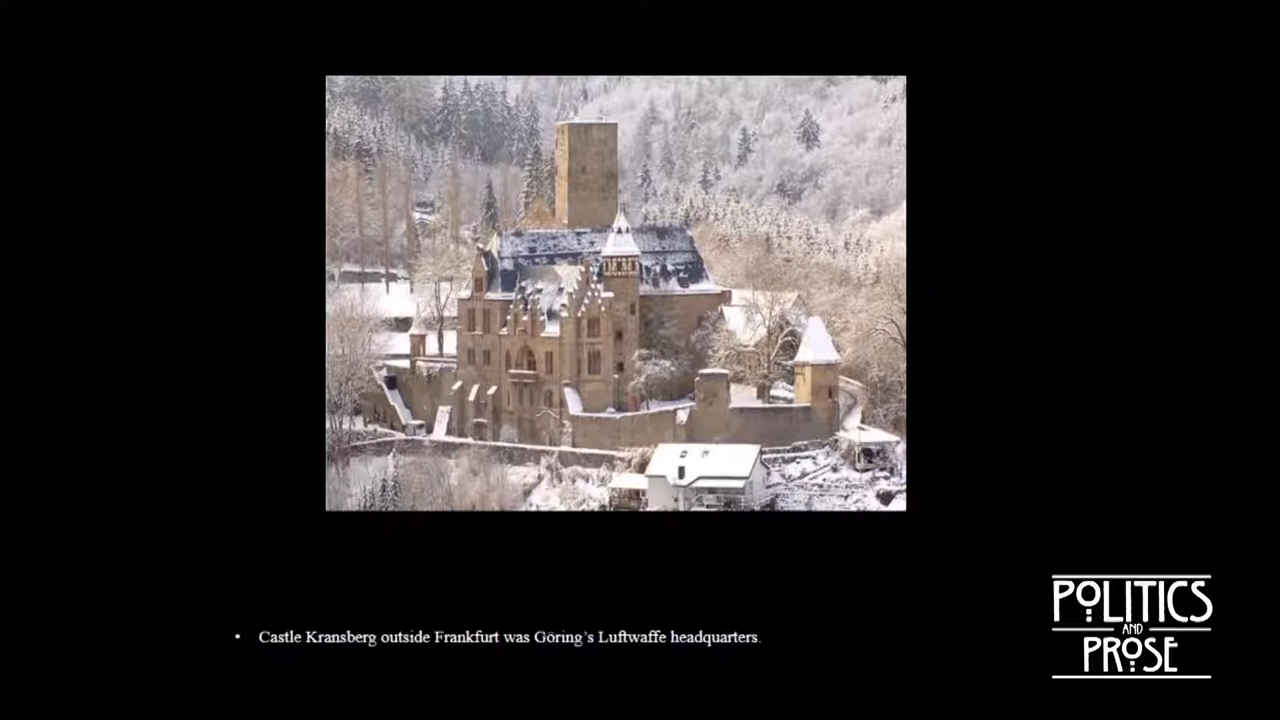 • Castle Kransberg outside Frankfurt was Göring’s Luftwaffe headquarters.
POLITICS
AND
PROSE